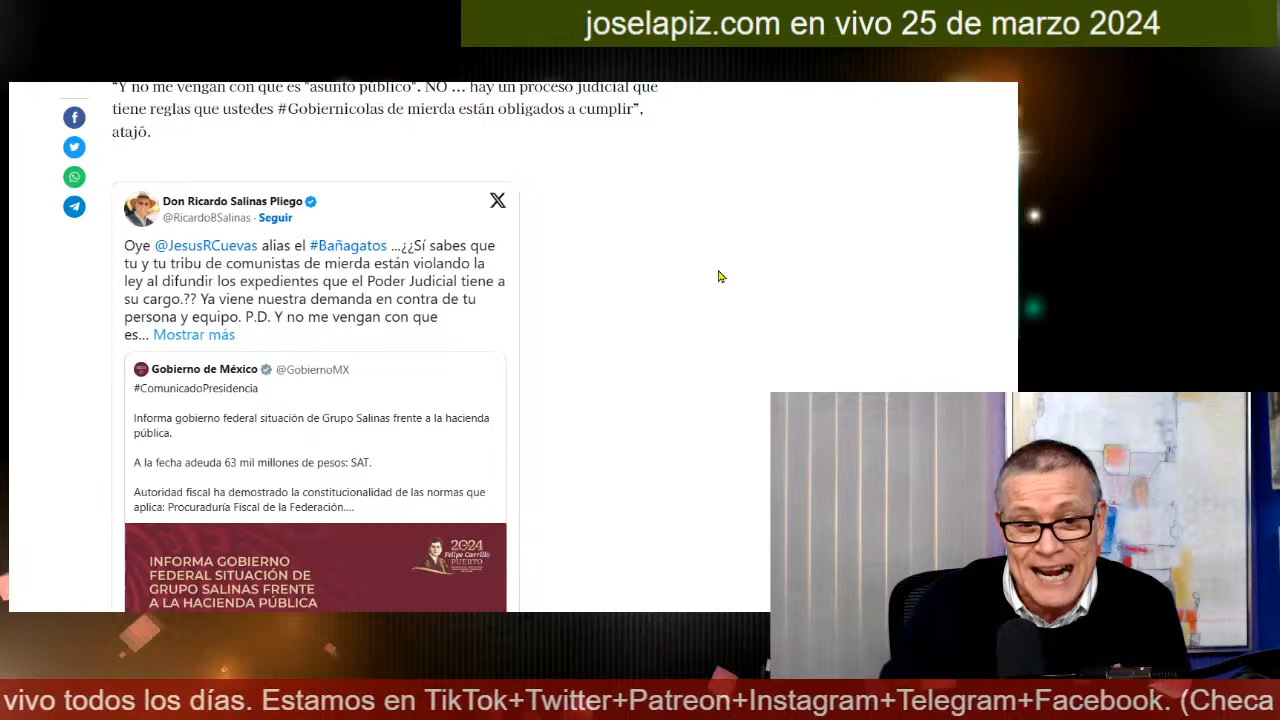 joselapiz.com en vivo 25 de marzo 2024
"Y no me vengan con que es "asunto público". NO … hay un proceso judicial que
tiene reglas que ustedes #Gobiernicolas de mierda están obligados a cumplir”,
atajó.
Don Ricardo Salinas Pliego
@RicardoBSalinas · Seguir
Oye @JesusRCuevas alias el #Bañagatos ...¿¿Sí sabes que
tu y tu tribu de comunistas de mierda están violando la
ley al difundir los expedientes que el Poder Judicial tiene a
su cargo.?? Ya viene nuestra demanda en contra de tu
persona y equipo. P.D. Y no me vengan con que
es... Mostrar más
Gobierno de México @GobiernoMX
#ComunicadoPresidencia
Informa gobierno federal situación de Grupo Salinas frente a la hacienda
pública.
A la fecha adeuda 63 mil millones de pesos: SAT.
Autoridad fiscal ha demostrado la constitucionalidad de las normas que
aplica: Procuraduría Fiscal de la Federación....
INFORMA GOBIERNO
FEDERAL SITUACIÓN DE
GRUPO SALINAS FRENTE
A LA HACIENDA PÚBLICA
2024
Felipe Carrillo
PUERTO
vivo todos los días. Estamos en TikTok+Twitter+Patreon+Instagram+Telegram+Facebook. (Checa